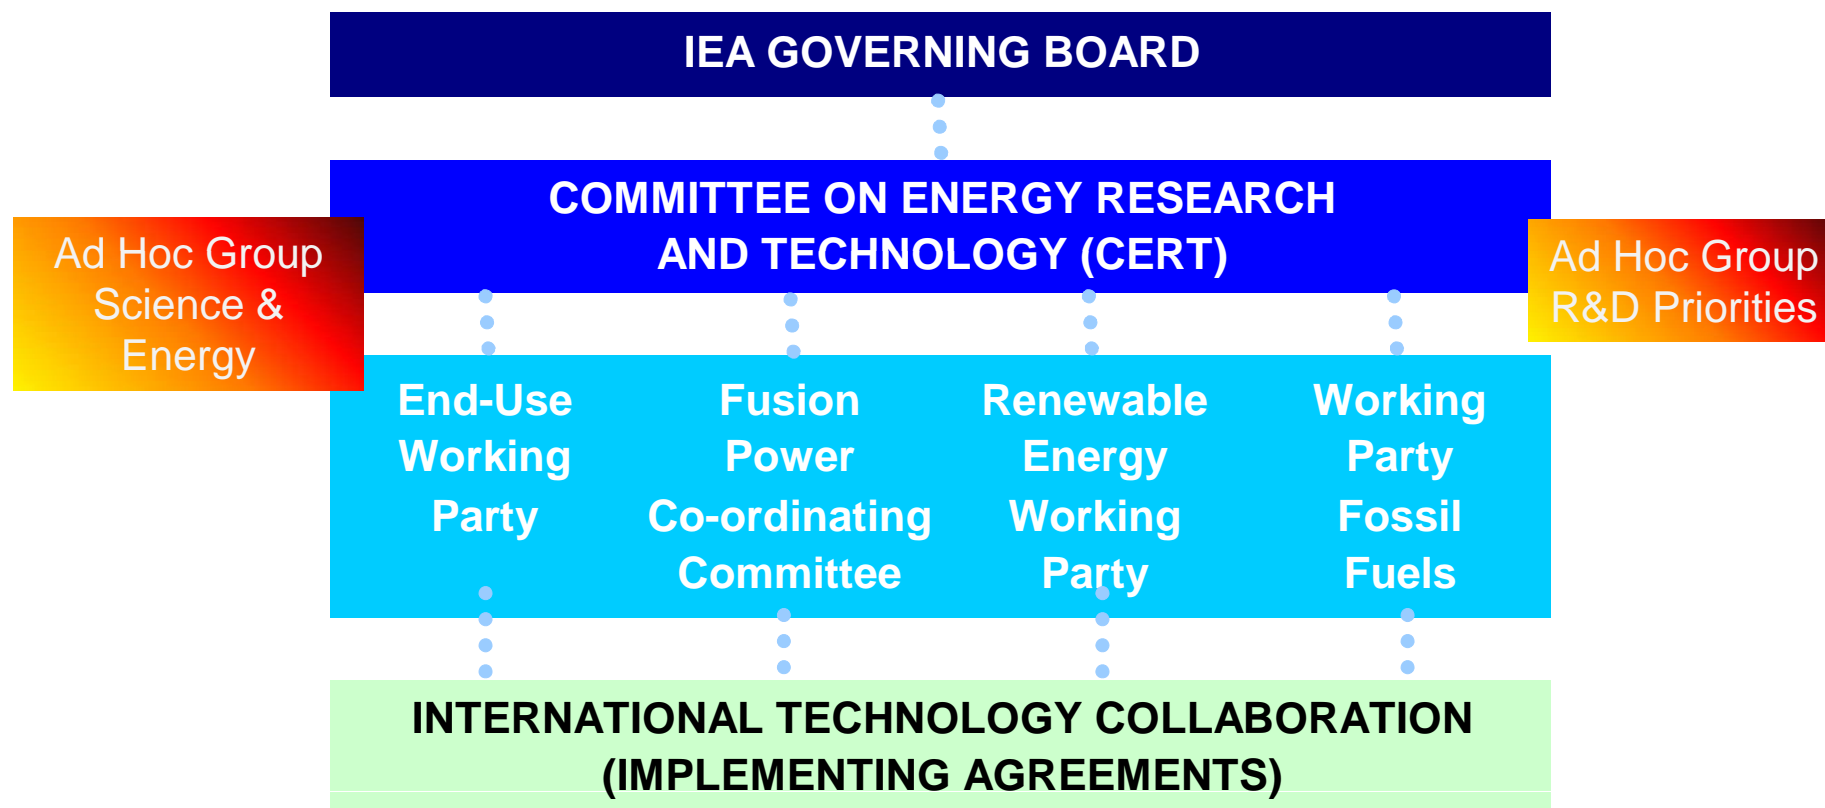 IEA GOVERNING BOARD
COMMITTEE ON ENERGY RESEARCH
AND TECHNOLOGY (CERT)
Ad Hoc Group
Science &
Energy
Ad Hoc Group
R&D Priorities
End-Use
Working
Party
Fusion
Power
Co-ordinating
Committee
Renewable
Energy
Working
Party
Working
Party
Fossil
Fuels
INTERNATIONAL TECHNOLOGY COLLABORATION
(IMPLEMENTING AGREEMENTS)